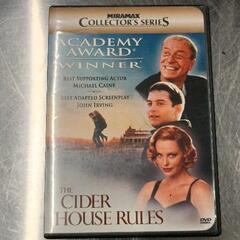 MIRAMAX
COLLECTOR'S SERIES
ACADEMY
AWARD®
WINNER
BEST SUPPORTING ACTOR
MICHAEL CAINE
BEST ADAPTED SCREENPLAY
JOHN IRVING
THE
CIDER
HOUSE RULES
DVD